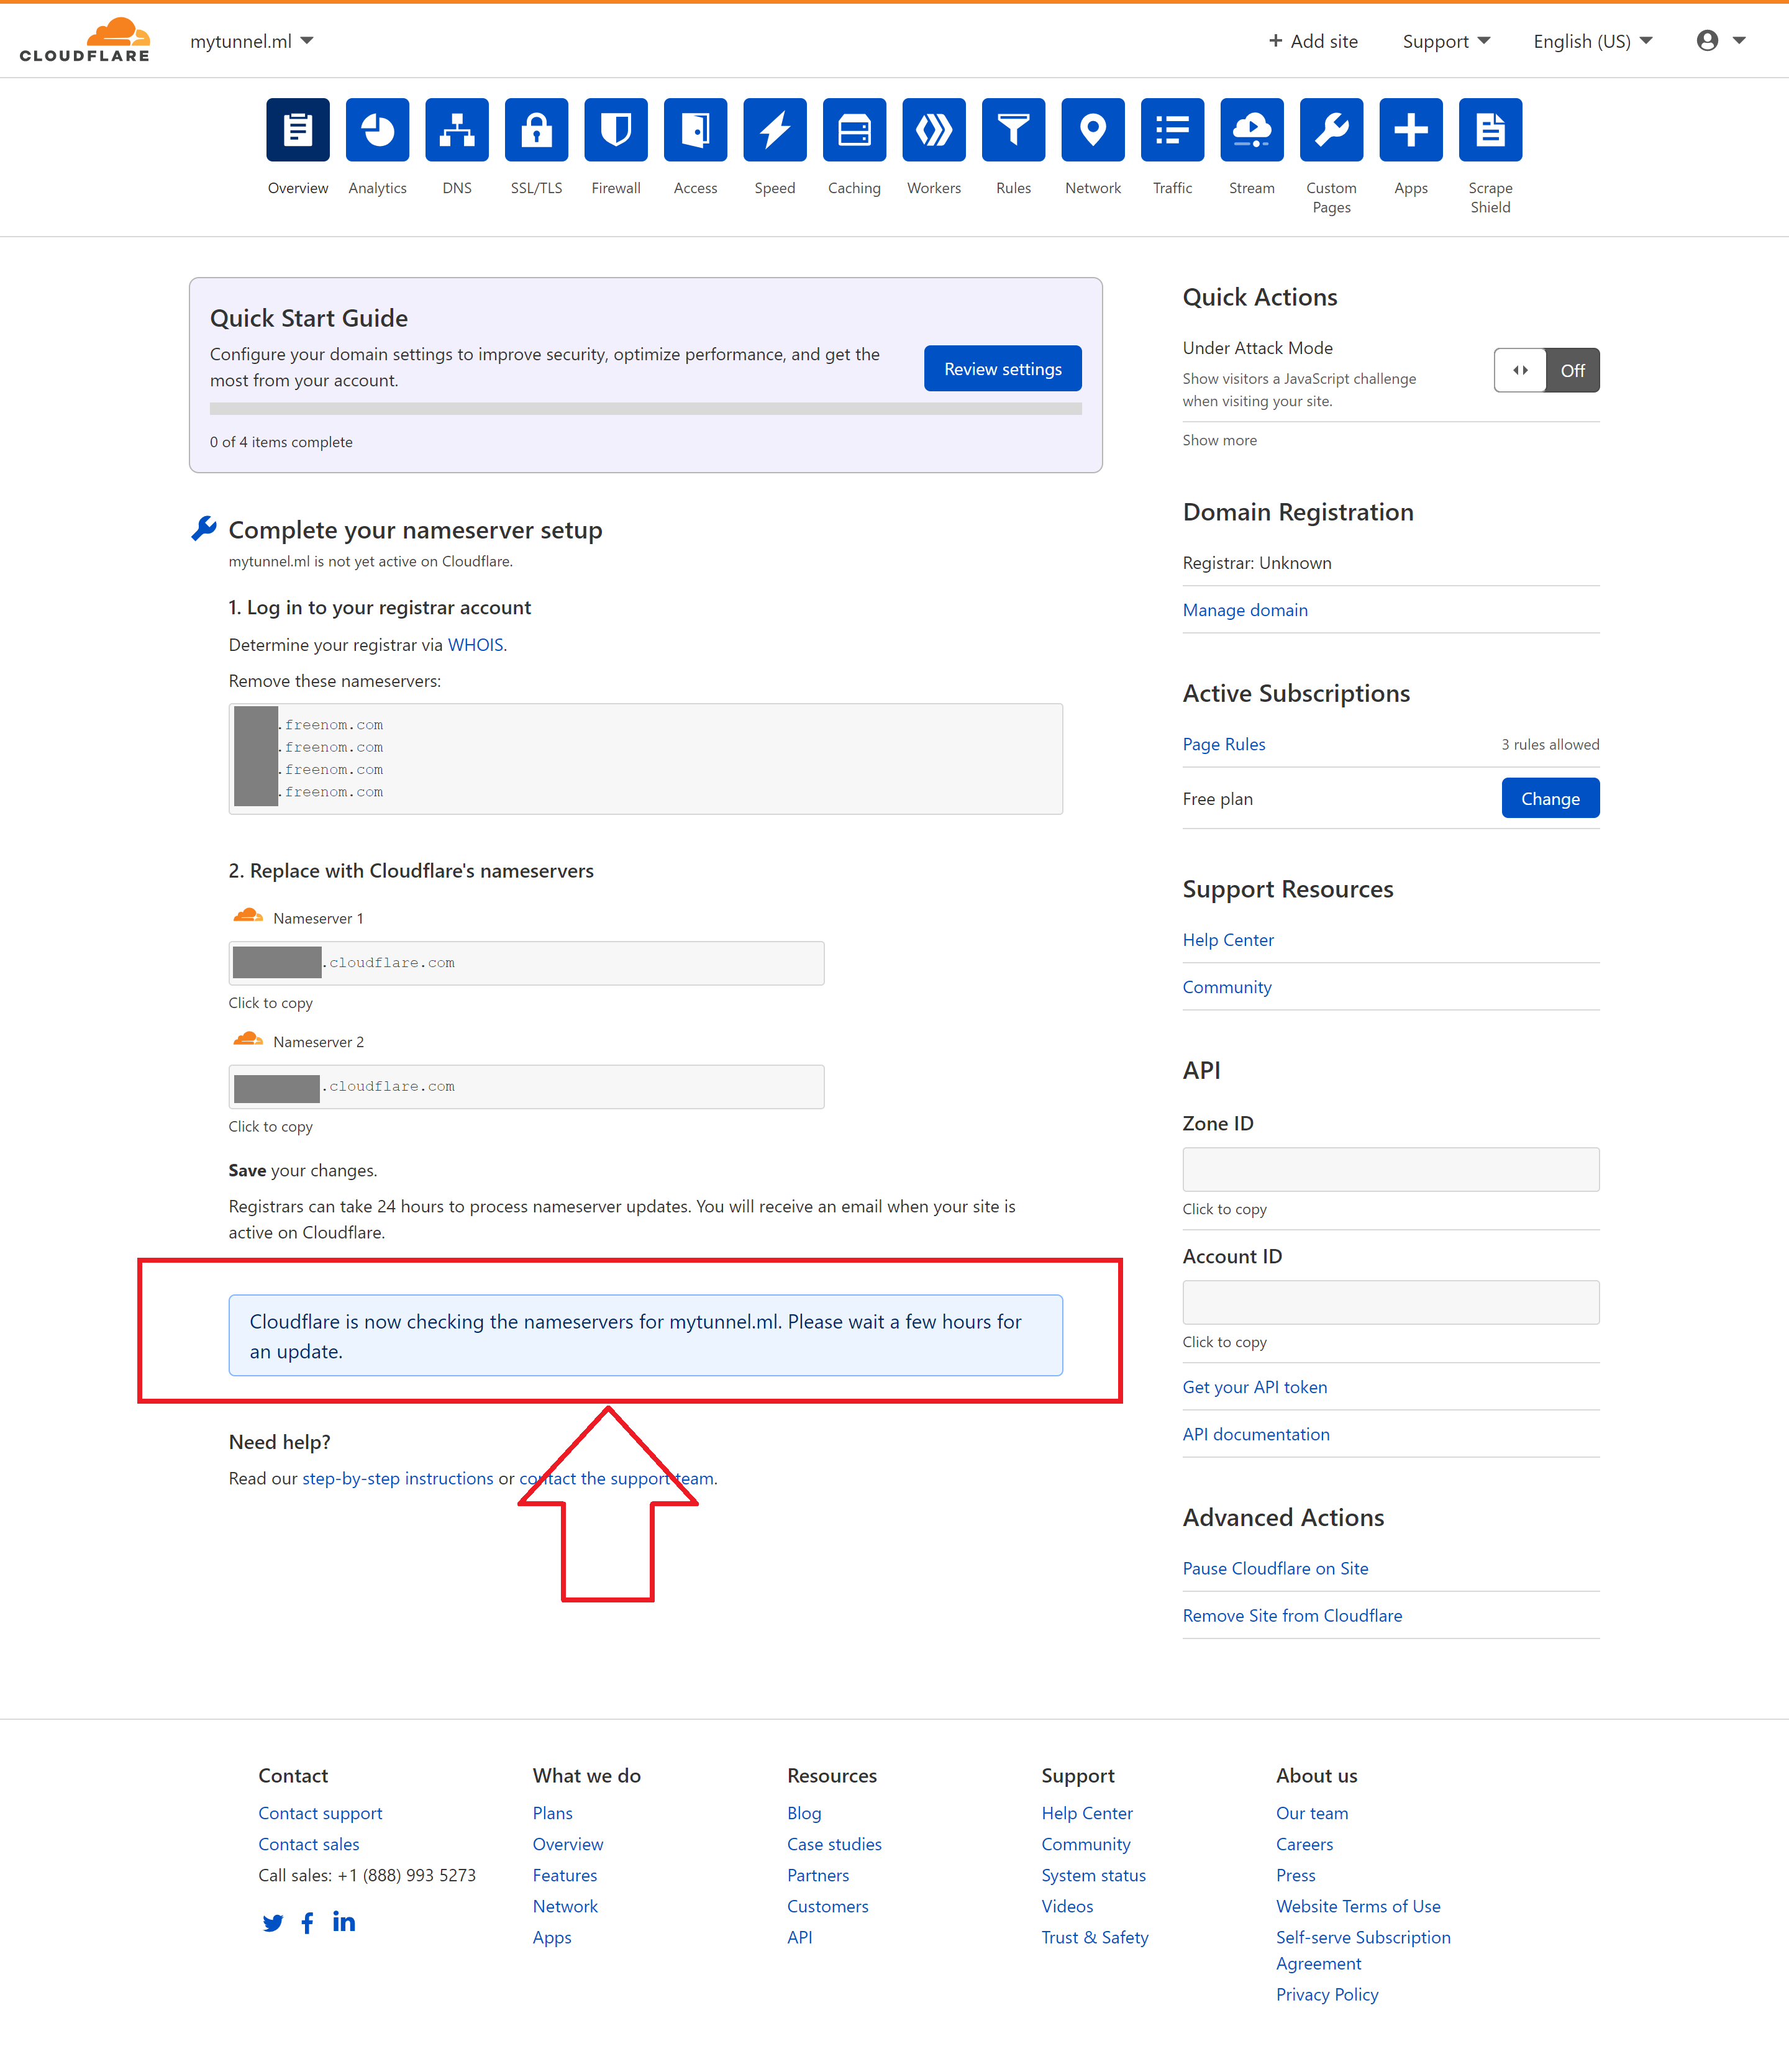 CLOUDFLARE
mytunnel.ml
+ Add site
Support
English (US)
Overview
Analytics
DNS
SSL/TLS
Firewall
Access
Speed
Caching
Workers
Rules
Network
Traffic
Stream
Custom
Pages
Apps
Scrape
Shield
Quick Start Guide
Configure your domain settings to improve security, optimize performance, and get the
most from your account.
Review settings
0 of 4 items complete
Complete your nameserver setup
mytunnel.ml is not yet active on Cloudflare.
1. Log in to your registrar account
Determine your registrar via WHOIS.
Remove these nameservers:
.freenom.com
.freenom.com
.freenom.com
.freenom.com
2. Replace with Cloudflare's nameservers
Nameserver 1
.cloudflare.com
Click to copy
Nameserver 2
.cloudflare.com
Click to copy
Save your changes.
Registrars can take 24 hours to process nameserver updates. You will receive an email when your site is
active on Cloudflare.
Cloudflare is now checking the nameservers for mytunnel.ml. Please wait a few hours for
an update.
Need help?
Read our step-by-step instructions or contact the support team.
Quick Actions
Under Attack Mode
Show visitors a JavaScript challenge
when visiting your site.
Off
Show more
Domain Registration
Registrar: Unknown
Manage domain
Active Subscriptions
Page Rules
3 rules allowed
Free plan
Change
Support Resources
Help Center
Community
API
Zone ID
Click to copy
Account ID
Click to copy
Get your API token
API documentation
Advanced Actions
Pause Cloudflare on Site
Remove Site from Cloudflare
Contact
Contact support
Contact sales
Call sales: +1 (888) 993 5273
What we do
Plans
Overview
Features
Network
Apps
Resources
Blog
Case studies
Partners
Customers
API
Support
Help Center
Community
System status
Videos
Trust & Safety
About us
Our team
Careers
Press
Website Terms of Use
Self-serve Subscription
Agreement
Privacy Policy